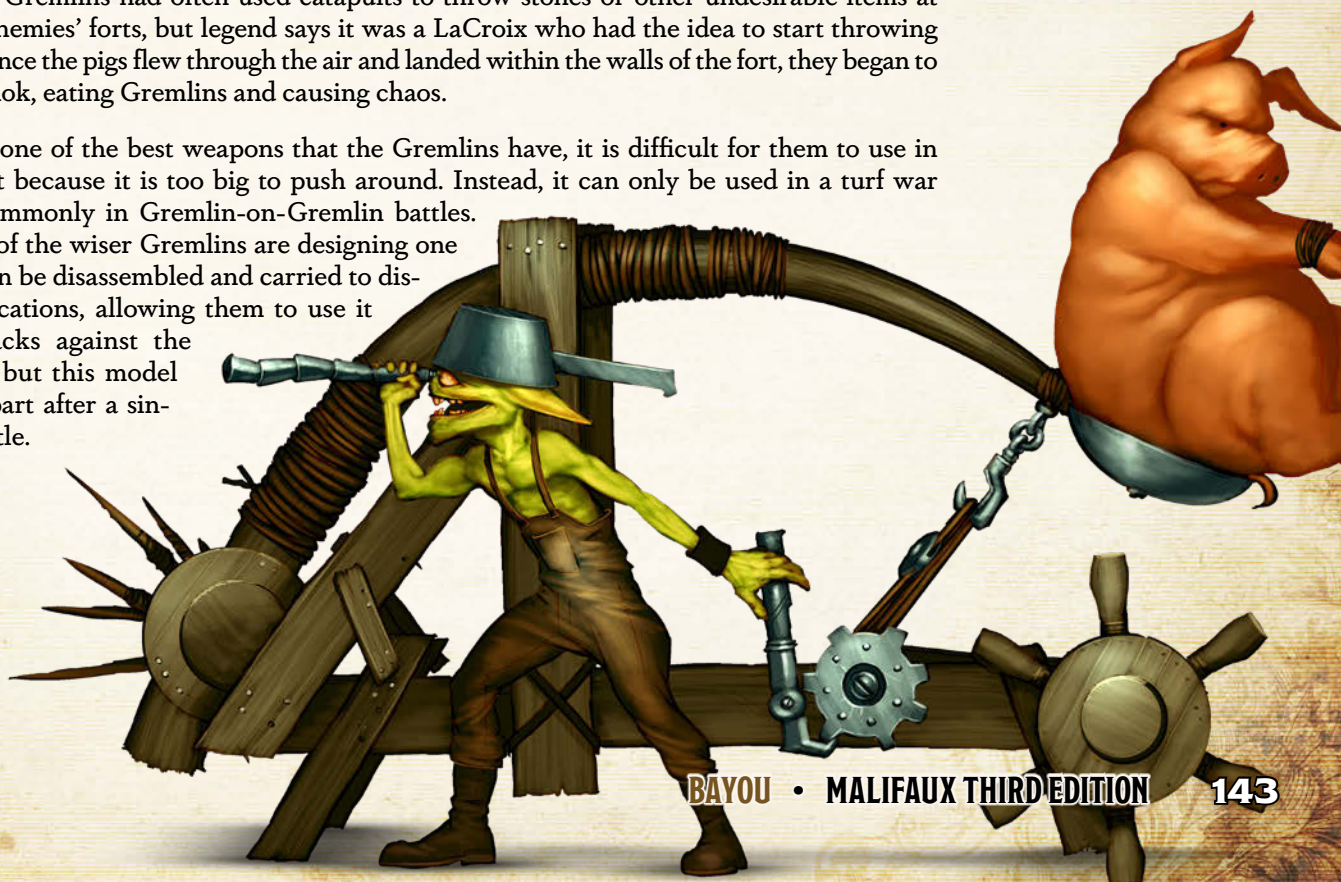 Gremlins had often used catapults to throw stones or other undesirable items at
nemies’ forts, but legend says it was a LaCroix who had the idea to start throwing
nce the pigs flew through the air and landed within the walls of the fort, they began to
ok, eating Gremlins and causing chaos.
one of the best weapons that the Gremlins have, it is difficult for them to use in
t because it is too big to push around. Instead, it can only be used in a turf war
mmonly in Gremlin-on-Gremlin battles.
of the wiser Gremlins are designing one
n be disassembled and carried to dis-
cations, allowing them to use it
cks against the
but this model
part after a sin-
tle.
BAYOU • MALIFAUX THIRD EDITION 143